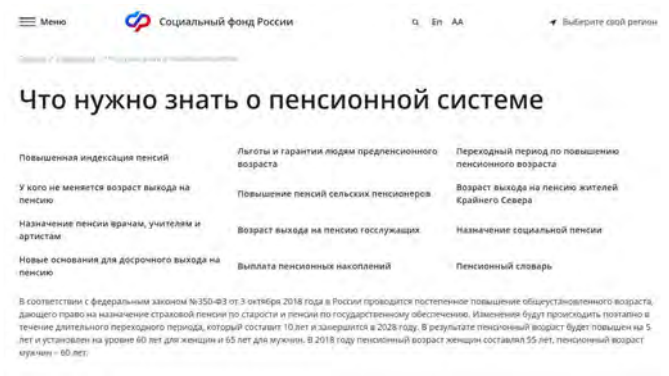 Меню
Социальный фонд России
En AA
Выберите свой регион
Что нужно знать о пенсионной системе
Повышенная индексация пенсий
Льготы и гарантии людям предпенсионного
возраста
Переходный период по повышению
пенсионного возраста
У кого не меняется возраст выхода на
пенсию
Повышение пенсий сельских пенсионеров
Возраст выхода на пенсию жителей
Крайнего Севера
Назначение пенсии врачам, учителям и
артистам
Возраст выхода на пенсию госслужащих
Назначение социальной пенсии
Новые основания для досрочного выхода на
пенсию
Выплата пенсионных накоплений
Пенсионный словарь
В соответствии с федеральным законом №350-ФЗ от 3 октября 2018 года в России проводится постепенное повышение общеустановленного возраста,
дающего право на назначение страховой пенсии по старости и пенсии по государственному обеспечению. Изменения будут происходить поэтапно в
течение длительного переходного периода, который составит 10 лет и завершится в 2028 году. В результате пенсионный возраст будет повышен на 5
лет и установлен на уровне 60 лет для женщин и 65 лет для мужчин. В 2018 году пенсионный возраст женщин составлял 55 лет, пенсионный возраст
мужчин – 60 лет.